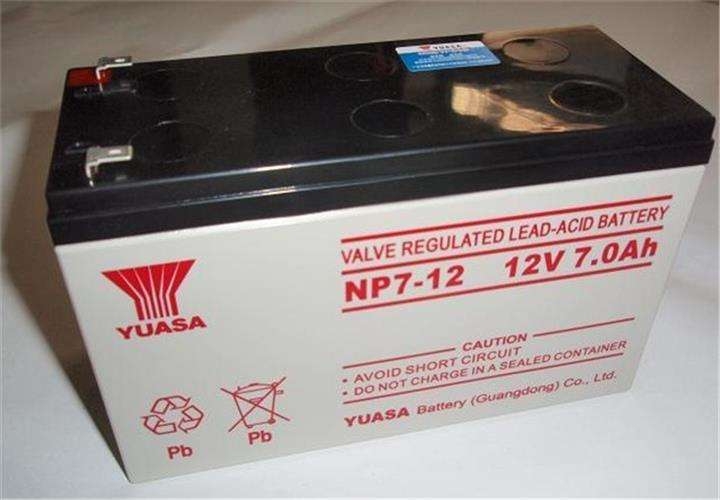 YUASA
VALVE REGULATED LEAD-ACID BATTERY
NP7-12 12V 7.0Ah
YUASA
CAUTION
• AVOID SHORT CIRCUIT
• DO NOT CHARGE IN A SEALED CONTAINER
YUASA Battery (Guangdong) Co., Ltd.
Pb
Pb